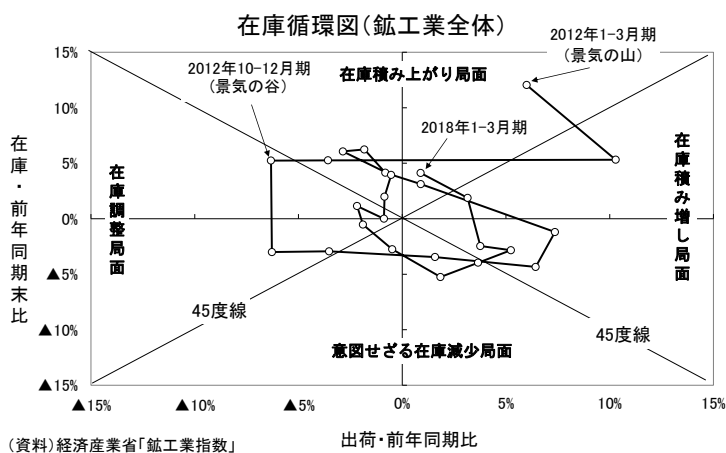 在庫循環図(鉱工業全体)
15%
10%
5%
0%
▲5%
▲10%
▲15%
在庫・前年同期末比
2012年10-12月期
(景気の谷)
在庫積み上がり局面
2012年1-3月期
(景気の山)
2018年1-3月期
在庫調整局面
在庫積み増し局面
45度線
45度線
意図せざる在庫減少局面
▲15%
▲10%
▲5%
0%
5%
10%
15%
出荷・前年同期比
(資料)経済産業省「鉱工業指数」